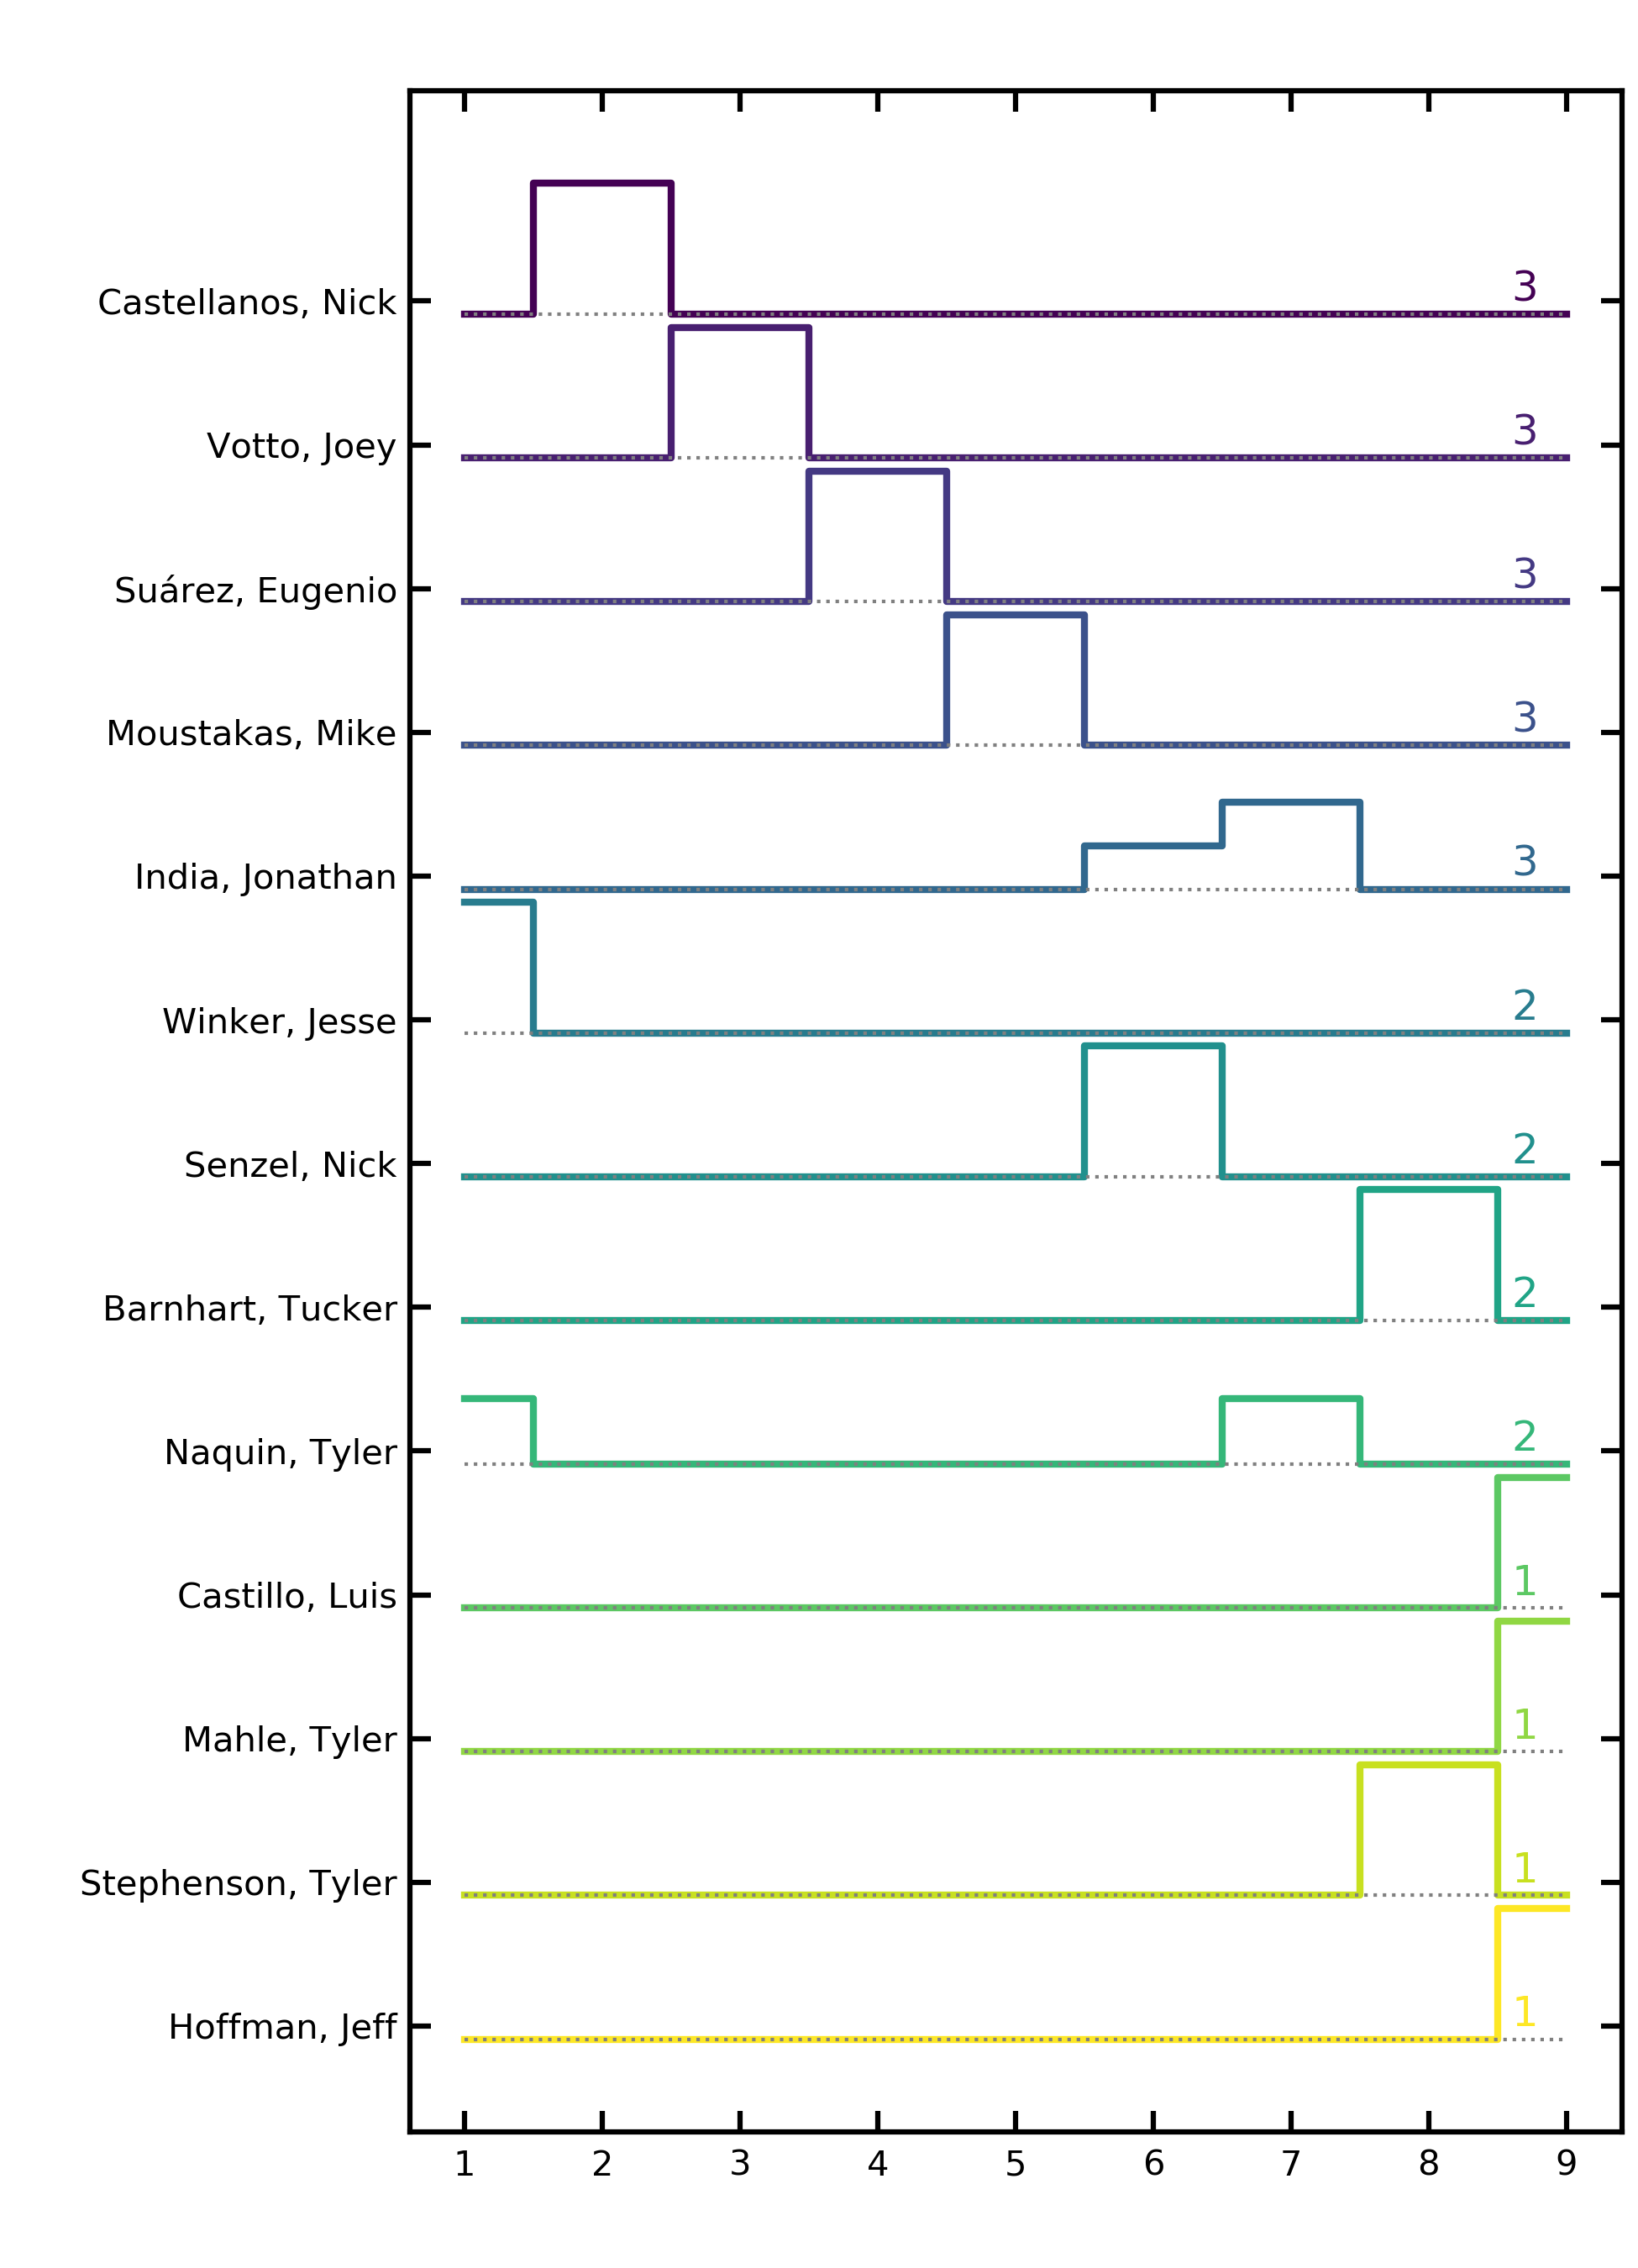 Castellanos, Nick 3
Votto, Joey 3
Suárez, Eugenio 3
Moustakas, Mike 3
India, Jonathan 3
Winker, Jesse 2
Senzel, Nick 2
Barnhart, Tucker 2
Naquin, Tyler 2
Castillo, Luis 1
Mahle, Tyler 1
Stephenson, Tyler 1
Hoffman, Jeff 1
1 2 3 4 5 6 7 8 9